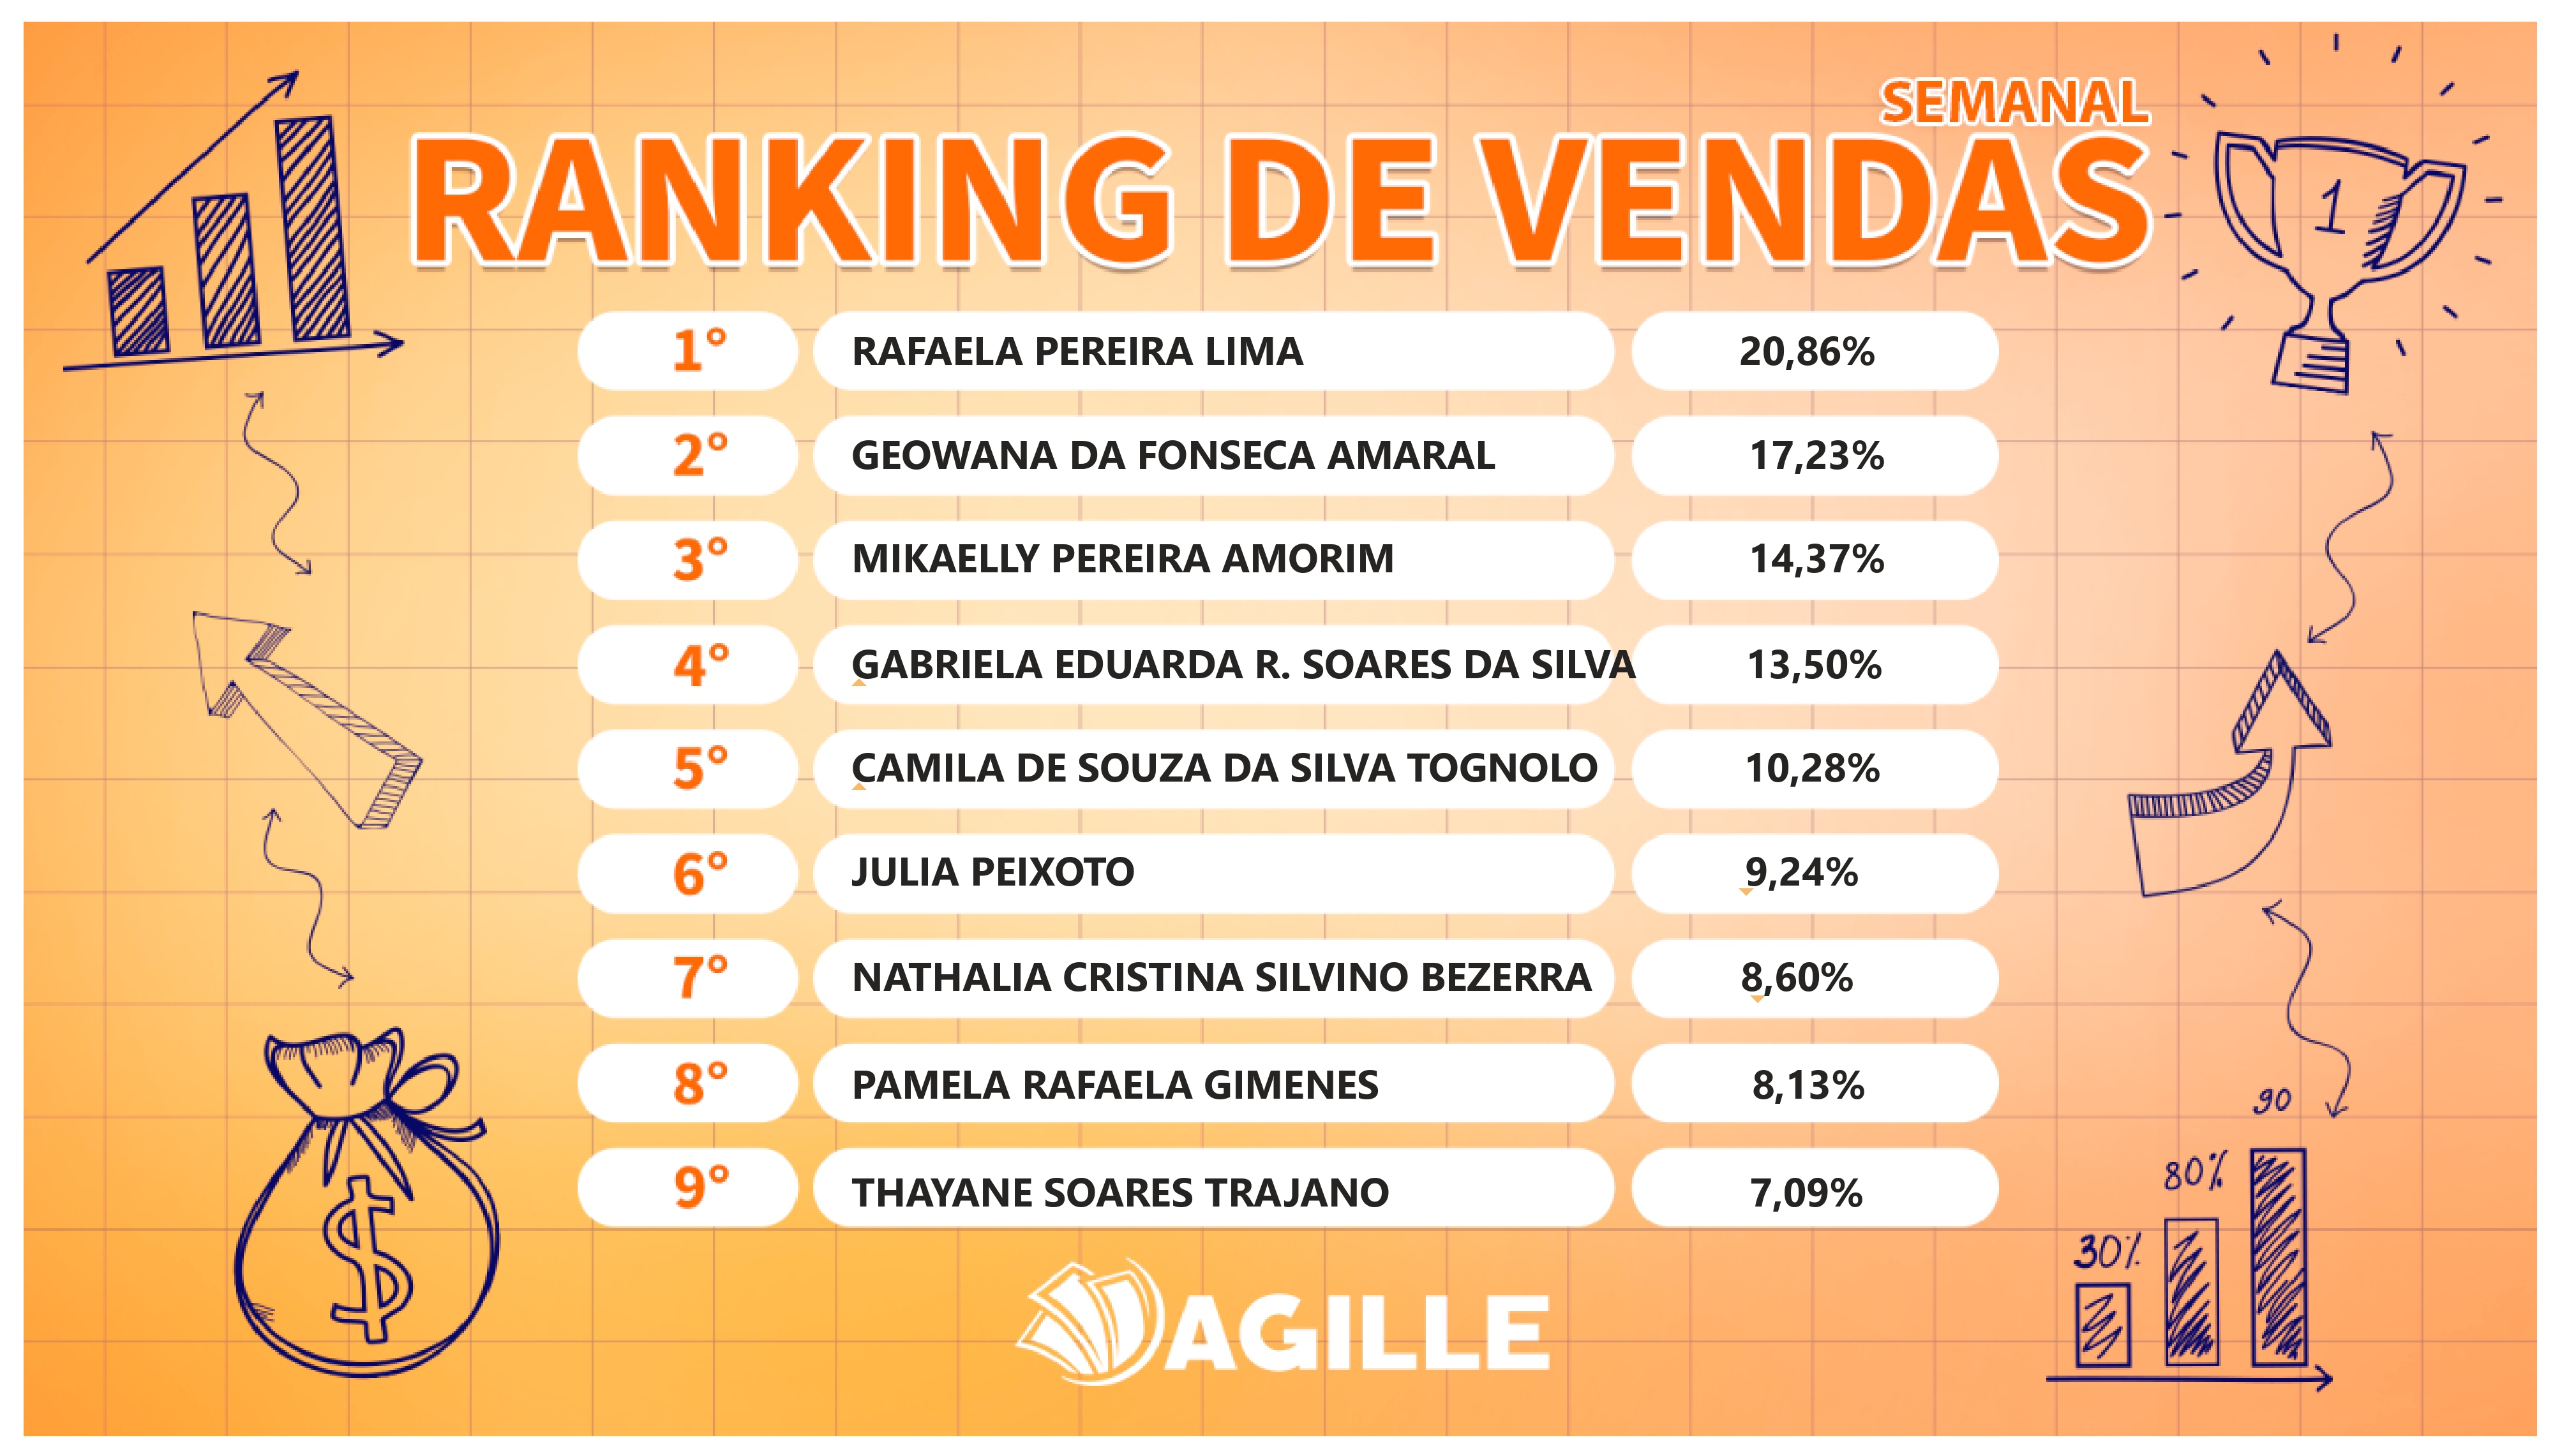 SEMANAL
RANKING DE VENDAS
1
1° RAFAELA PEREIRA LIMA 20,86%
2° GEOWANA DA FONSECA AMARAL 17,23%
3° MIKAELLY PEREIRA AMORIM 14,37%
4° GABRIELA EDUARDA R. SOARES DA SILVA 13,50%
5° CAMILA DE SOUZA DA SILVA TOGNOLO 10,28%
6° JULIA PEIXOTO 9,24%
7° NATHALIA CRISTINA SILVINO BEZERRA 8,60%
8° PAMELA RAFAELA GIMENES 8,13%
9° THAYANE SOARES TRAJANO 7,09%
90
80%
30%
$
AGILLE